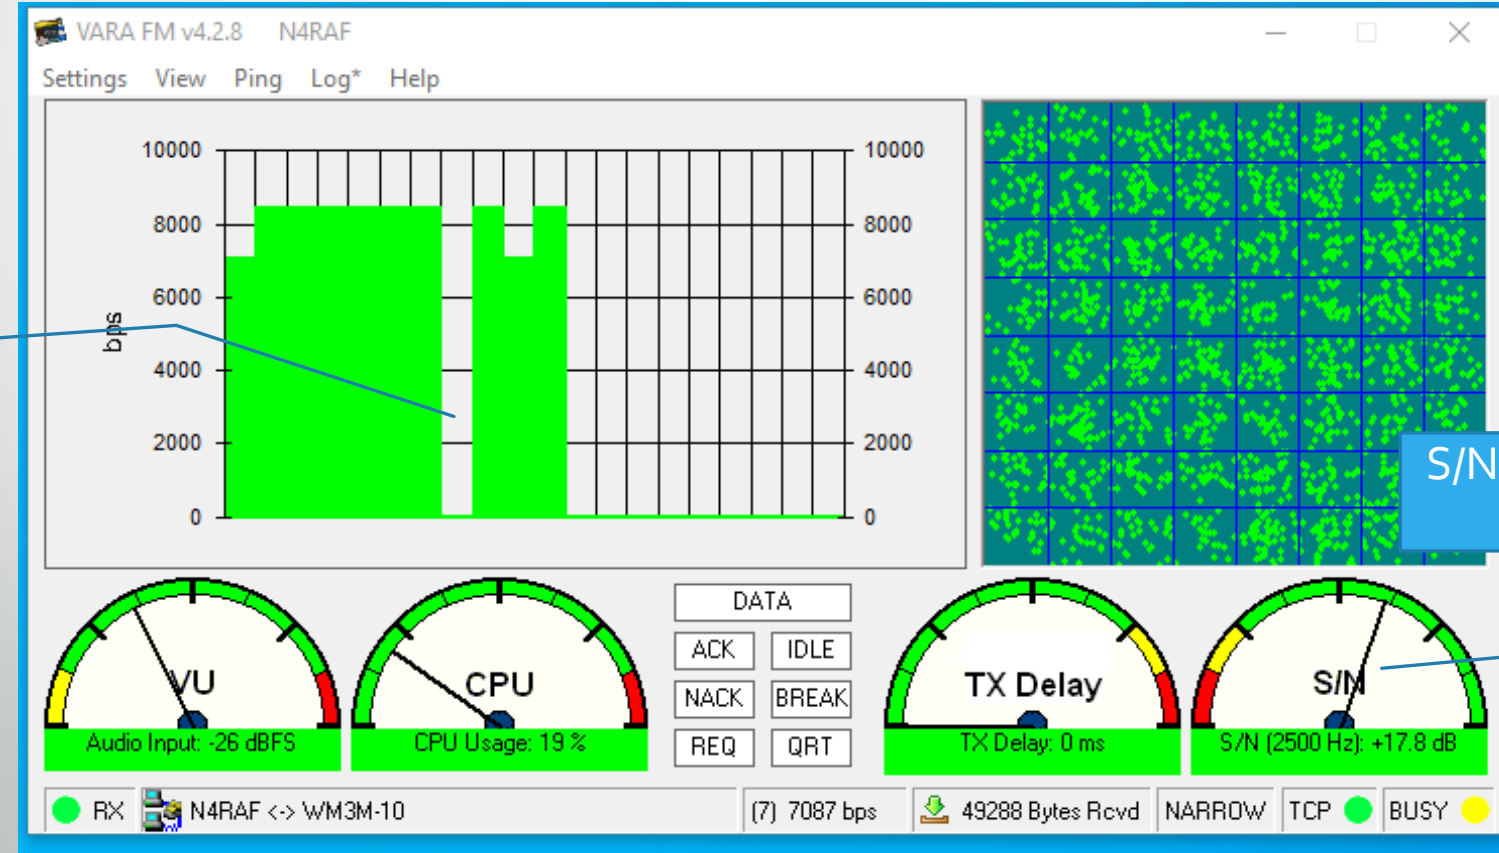 VARA FM v4.2.8 N4RAF
Settings View Ping Log* Help
bps
10000 10000
8000 8000
6000 6000
4000 4000
2000 2000
0 0
S/N
VU
Audio Input: -26 dBFS
CPU
CPU Usage: 19 %
DATA
ACK IDLE
NACK BREAK
REQ QRT
TX Delay
TX Delay: 0 ms
S/N
S/N (2500 Hz): +17.8 dB
RX N4RAF <-> WM3M-10 (7) 7087 bps 49288 Bytes Rcvd NARROW TCP BUSY